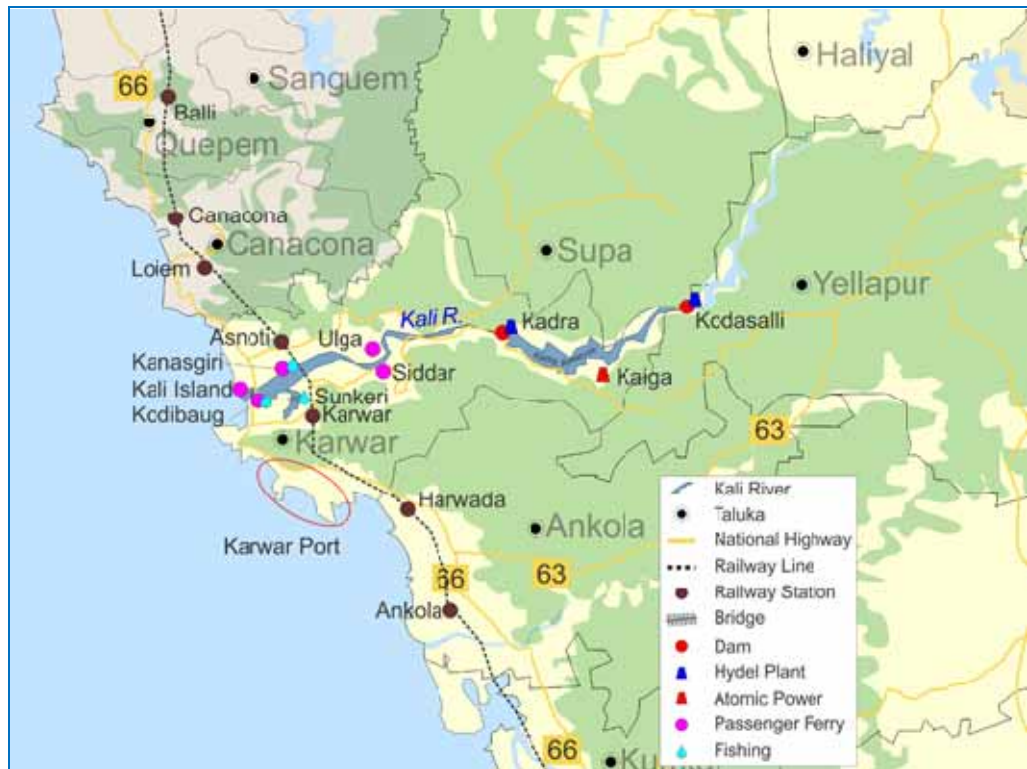 Haliyal
Sanguem
66
Balli
Quepem
Canacona
Canacona
Supa
Loiem
Yellapur
Kali R.
Kadra
Kodasalli
Asnoti
Ulga
Kanasgiri
Siddar
Kaiga
Kali Island
Sunkeri
Kodibaug
Karwar
63
Karwar
Harwada
Ankola
Karwar Port
66
63
Ankola
66
Kali River
Taluka
National Highway
Railway Line
Railway Station
Bridge
Dam
Hydel Plant
Atomic Power
Passenger Ferry
Fishing